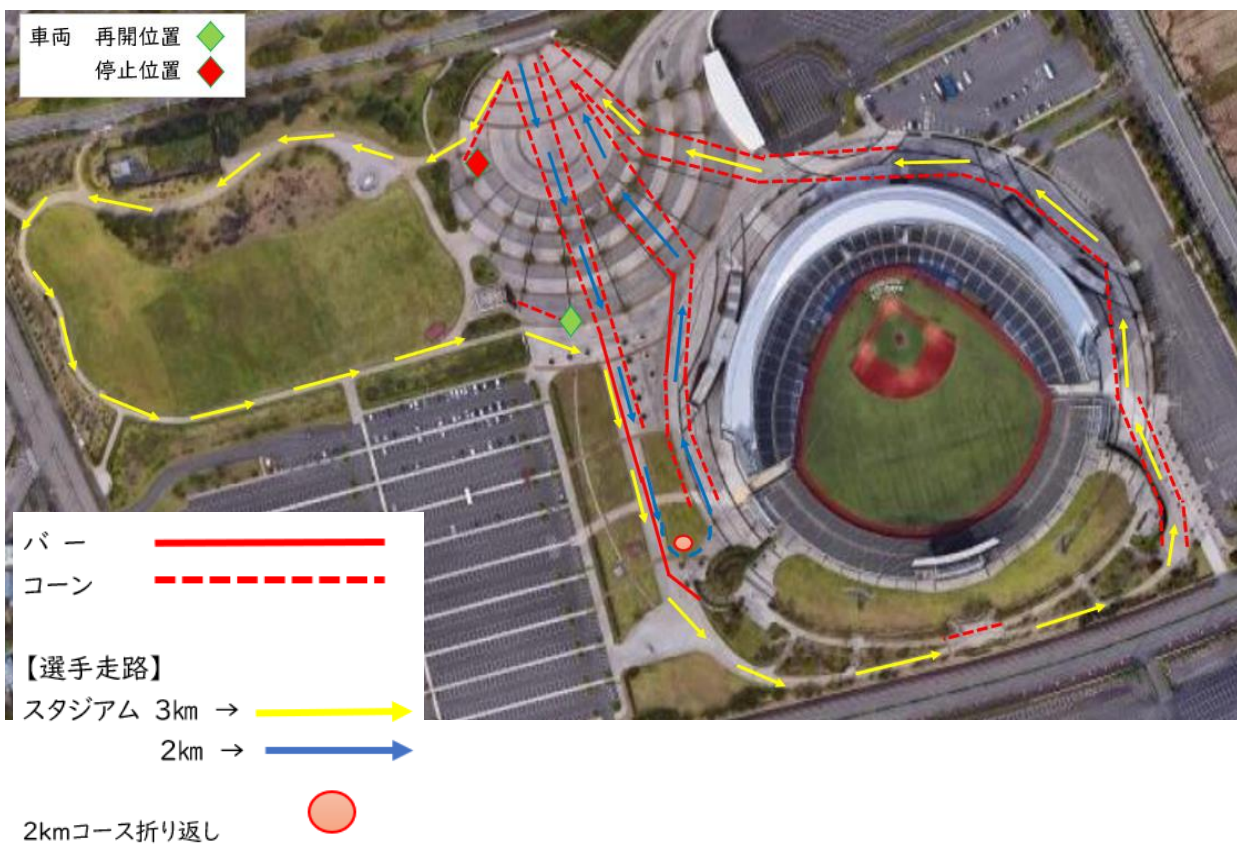 車両 再開位置
停止位置
バー
コーン
【選手走路】
スタジアム 3km →
2km →
2kmコース折り返し